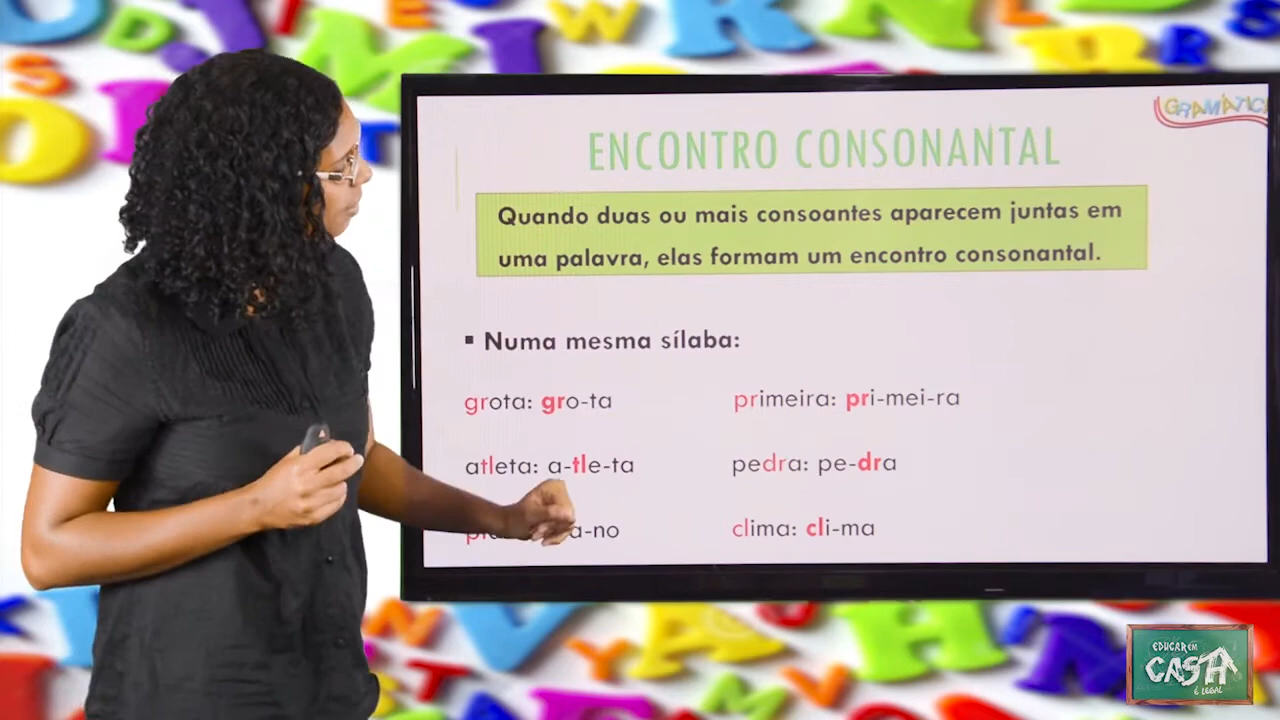 GRAMÁTIC
ENCONTRO CONSONANTAL
Quando duas ou mais consoantes aparecem juntas em
uma palavra, elas formam um encontro consonantal.
▪ Numa mesma sílaba:
grota: gro-ta
primeira: pri-mei-ra
atleta: a-tle-ta
pedra: pe-dra
a-no
clima: cli-ma
EDUCAR EM
CASA
É LEGAL